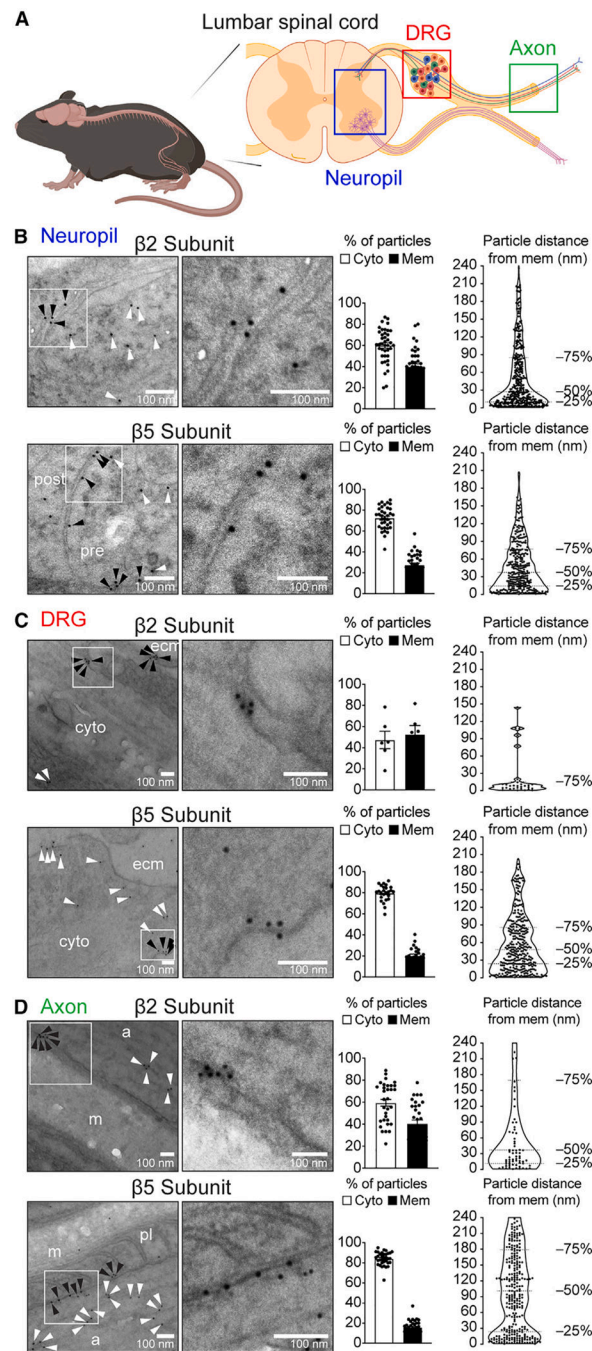 A
Lumbar spinal cord
DRG
Axon
Neuropil
B Neuropil
β2 Subunit
100 nm
100 nm
% of particles
Cyto Mem
100
80
60
40
20
Particle distance
from mem (nm)
240
210
180
150
120
90
60
30
0
–75%
–50%
–25%
β5 Subunit
post
pre
100 nm
100 nm
% of particles
Cyto Mem
100
80
60
40
20
Particle distance
from mem (nm)
240
210
180
150
120
90
60
30
0
–75%
–50%
–25%
C DRG
β2 Subunit
ecm
cyto
100 nm
100 nm
% of particles
Cyto Mem
100
80
60
40
20
0
Particle distance
from mem (nm)
240
210
180
150
120
90
60
30
0
–75%
β5 Subunit
ecm
cyto
100 nm
100 nm
% of particles
Cyto Mem
100
80
60
40
20
0
Particle distance
from mem (nm)
240
210
180
150
120
90
60
30
0
–75%
–50%
–25%
D Axon
β2 Subunit
a
m
100 nm
100 nm
% of particles
Cyto Mem
100
80
60
40
20
0
Particle distance
from mem (nm)
240
210
180
150
120
90
60
30
0
–75%
–50%
–25%
β5 Subunit
m
pl
a
100 nm
100 nm
% of particles
Cyto Mem
100
80
60
40
20
0
Particle distance
from mem (nm)
240
210
180
150
120
90
60
30
0
–75%
–50%
–25%